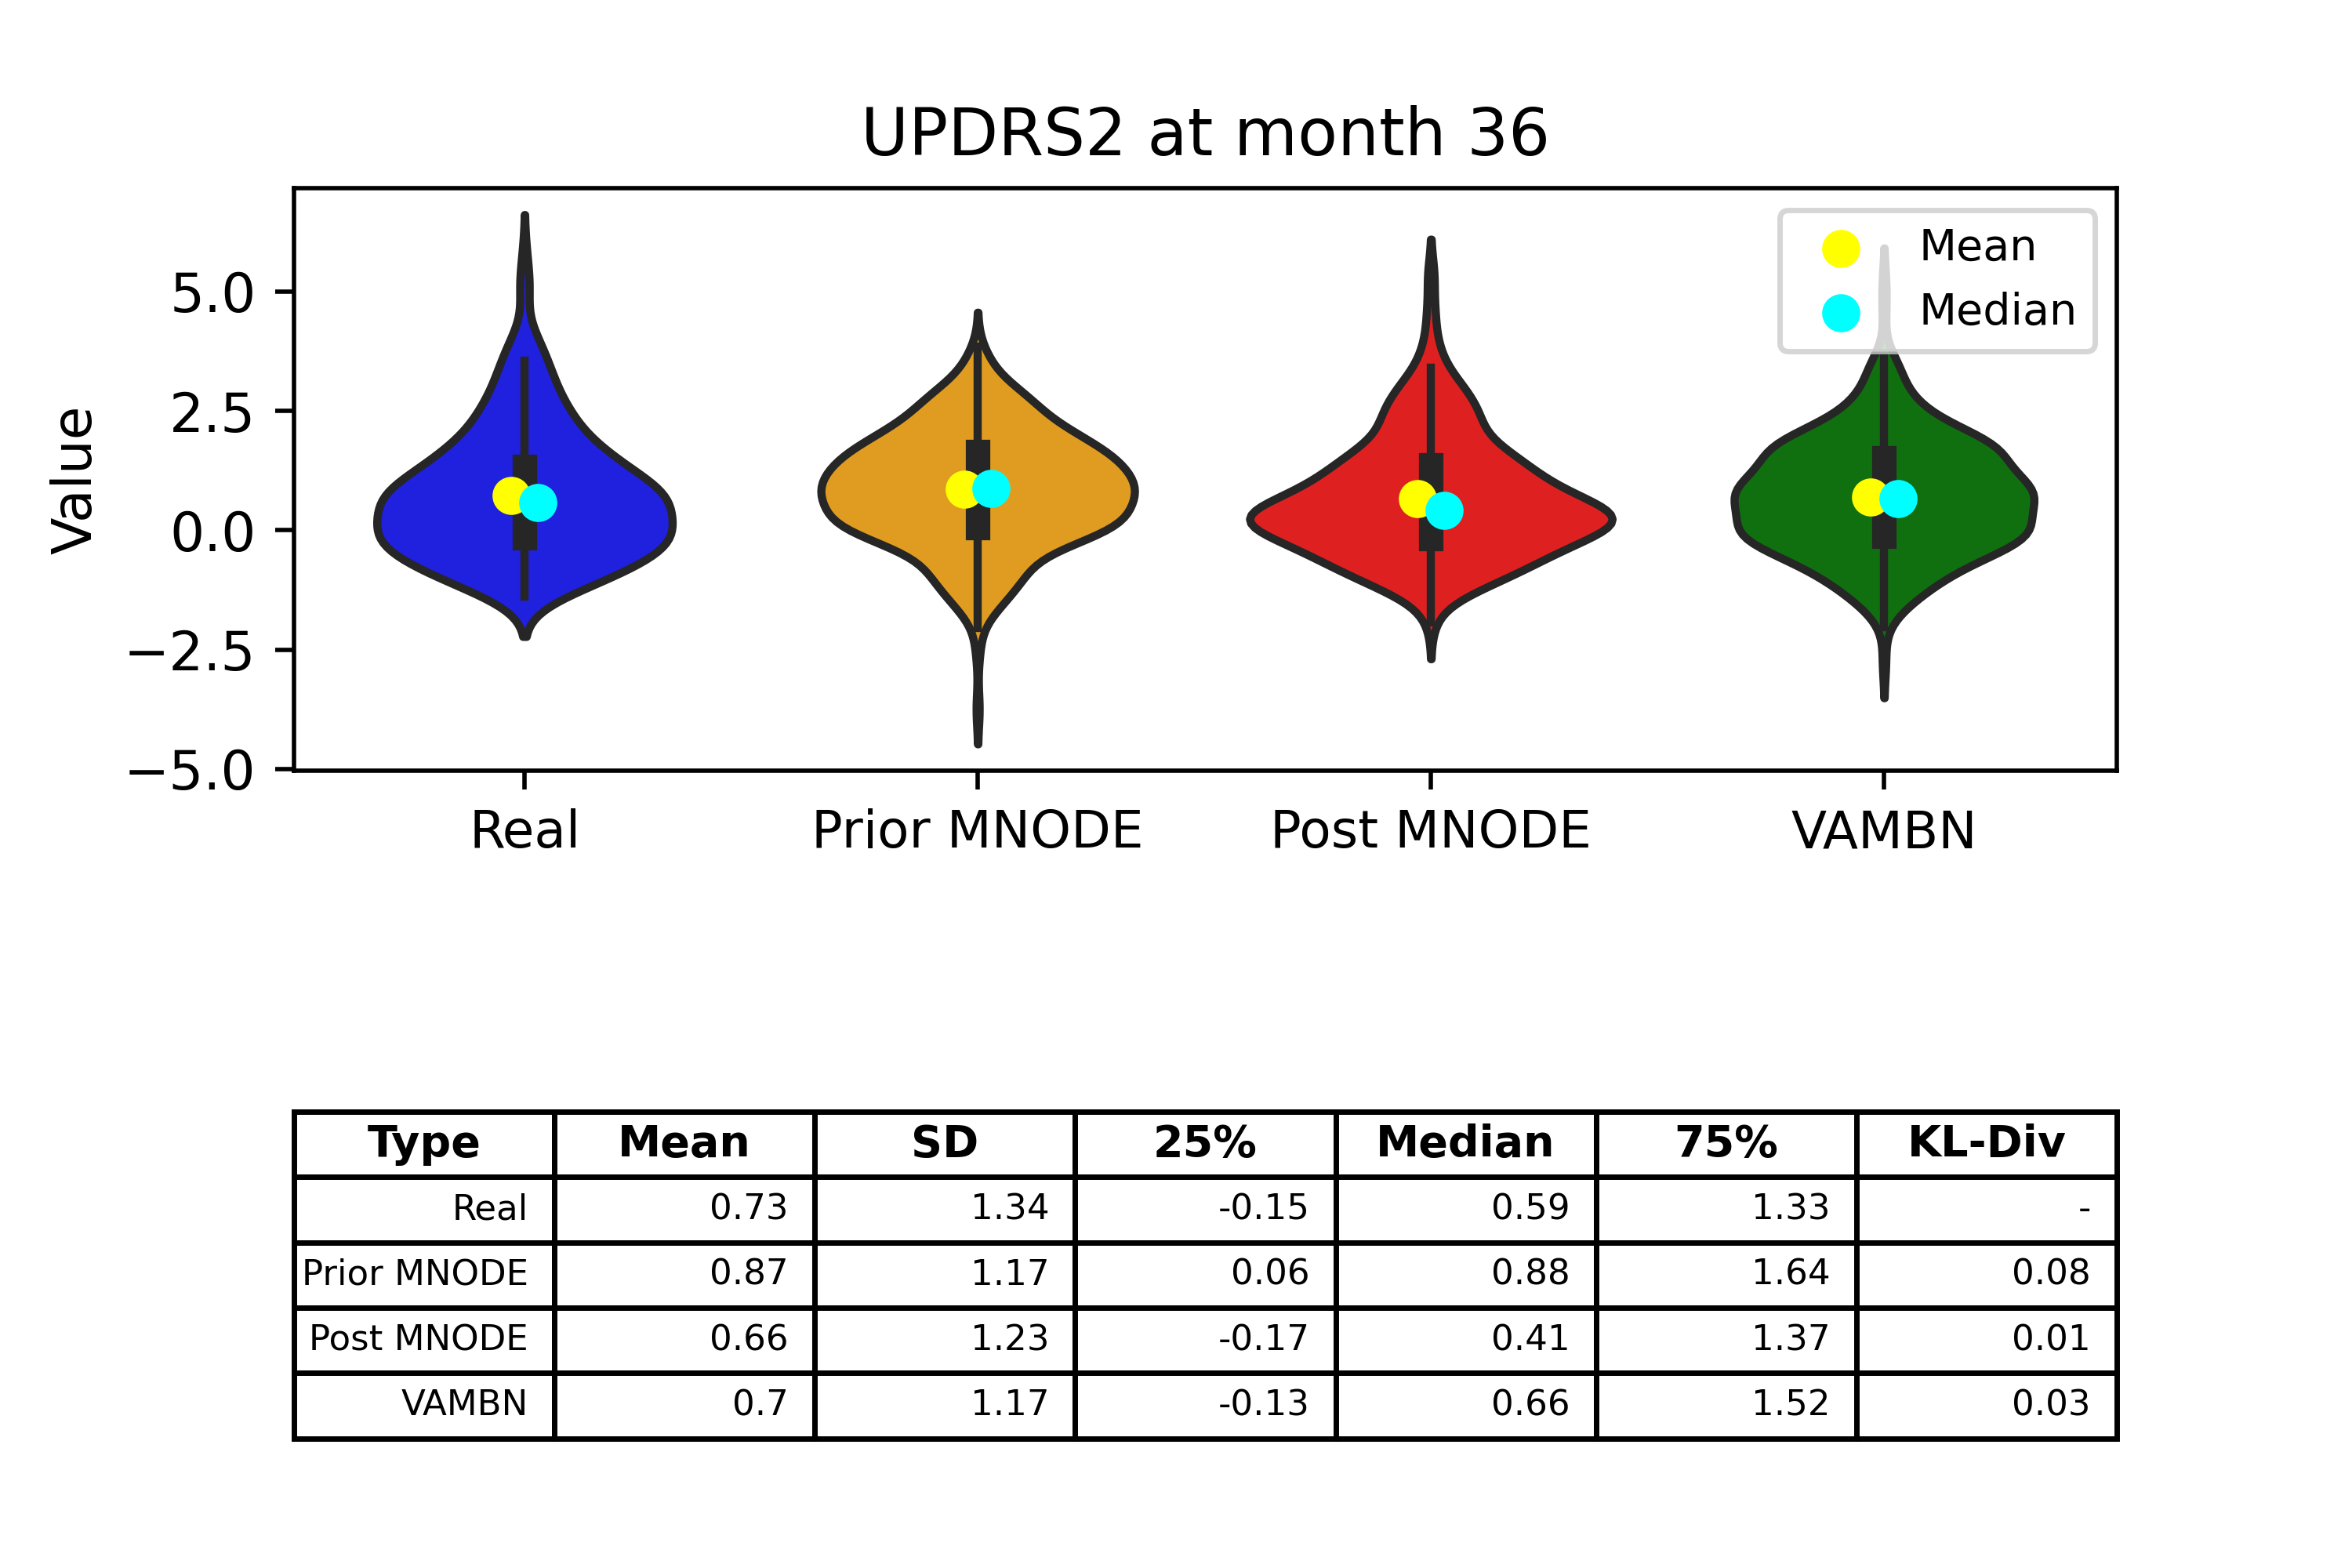 UPDRS2 at month 36
Mean
Median
Value
5.0
2.5
0.0
−2.5
−5.0
Real Prior MNODE Post MNODE VAMBN
Type Mean SD 25% Median 75% KL-Div
Real 0.73 1.34 -0.15 0.59 1.33 -
Prior MNODE 0.87 1.17 0.06 0.88 1.64 0.08
Post MNODE 0.66 1.23 -0.17 0.41 1.37 0.01
VAMBN 0.7 1.17 -0.13 0.66 1.52 0.03